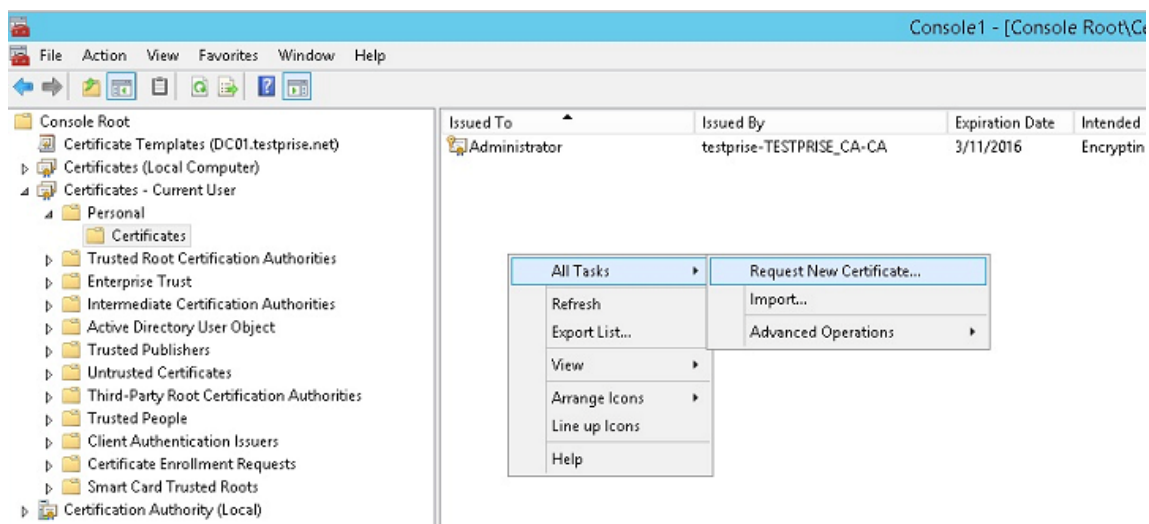 Console1 - [Console Root\Ce
File Action View Favorites Window Help
Console Root
Certificate Templates (DC01.testprise.net)
Certificates (Local Computer)
Certificates - Current User
Personal
Certificates
Trusted Root Certification Authorities
Enterprise Trust
Intermediate Certification Authorities
Active Directory User Object
Trusted Publishers
Untrusted Certificates
Third-Party Root Certification Authorities
Trusted People
Client Authentication Issuers
Certificate Enrollment Requests
Smart Card Trusted Roots
Certification Authority (Local)
Issued To Issued By Expiration Date Intended
Administrator testprise-TESTPRISE_CA-CA 3/11/2016 Encryptin
All Tasks
Refresh
Export List...
View
Arrange Icons
Line up Icons
Help
Request New Certificate...
Import...
Advanced Operations